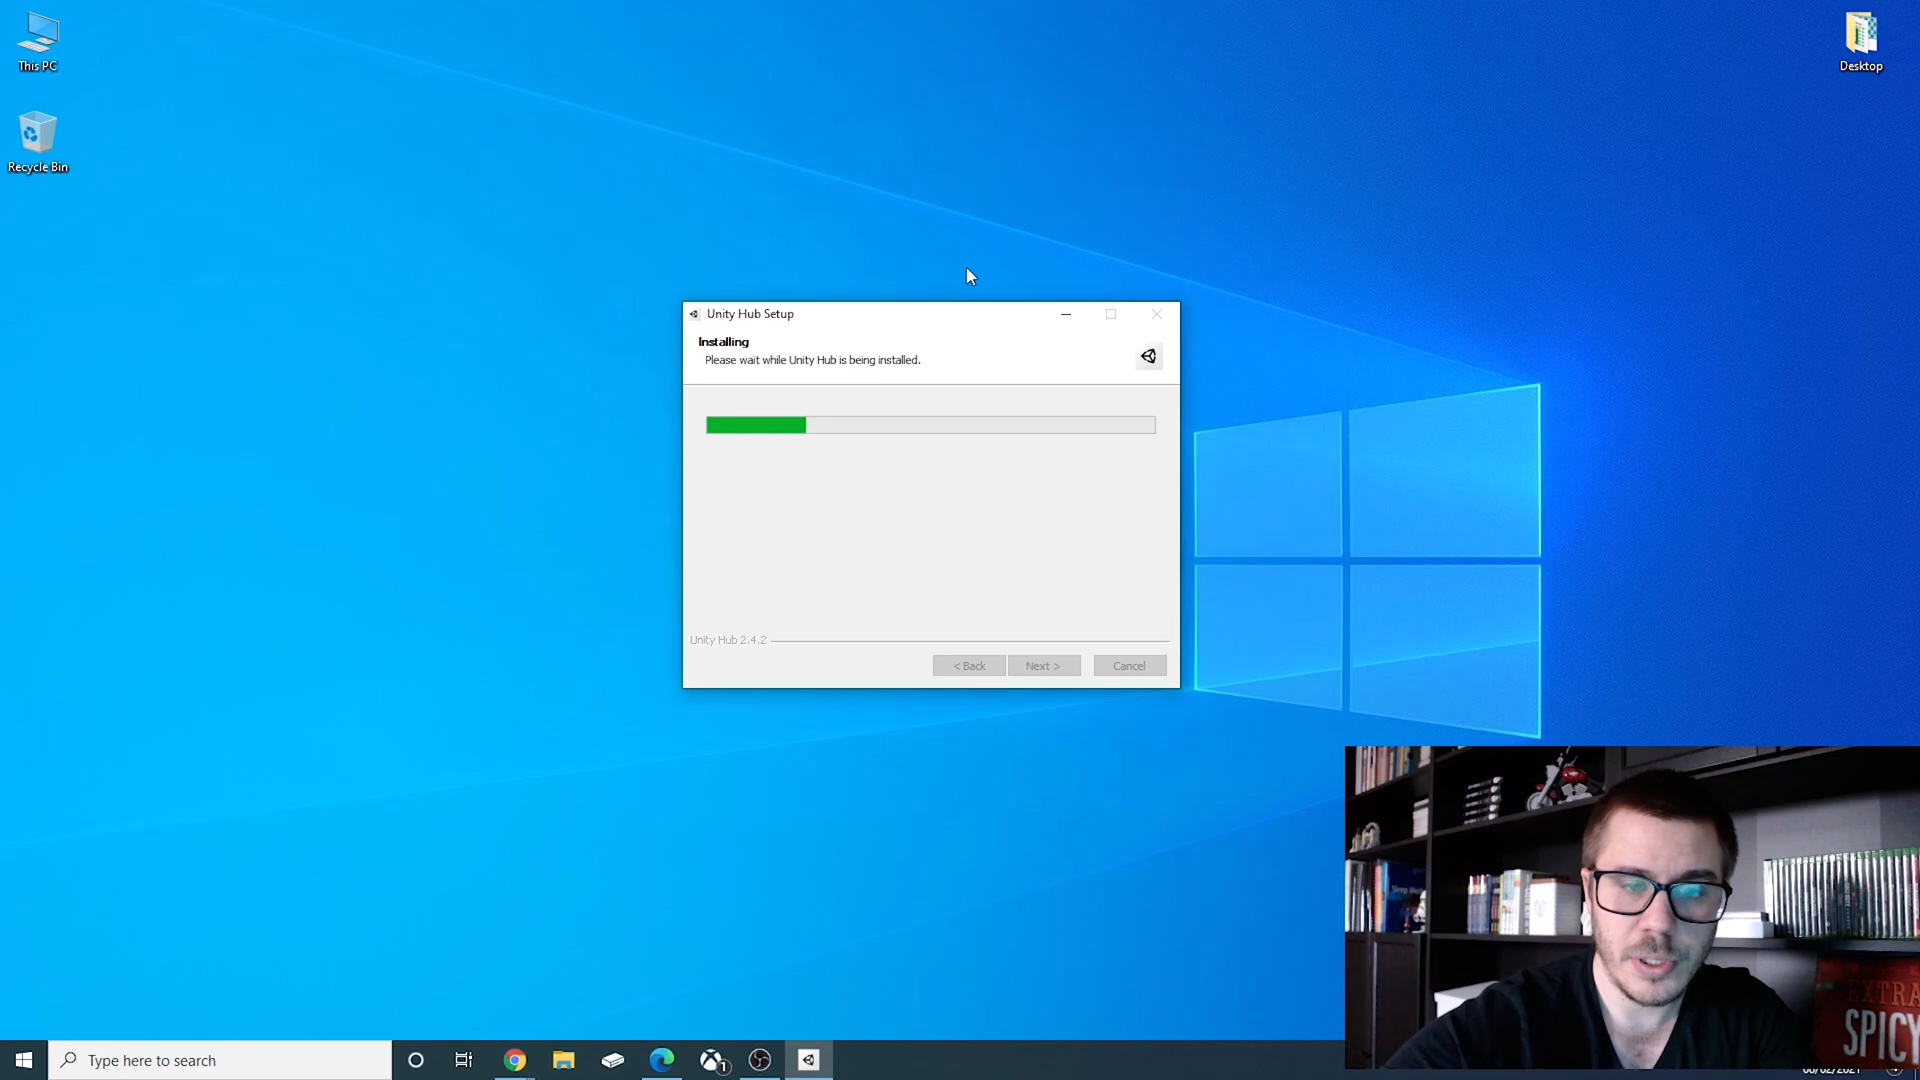 This PC
Recycle Bin
Desktop
Unity Hub Setup
Installing
Please wait while Unity Hub is being installed.
Unity Hub 2.4.2
< Back
Next >
Cancel
EXTRA
SPICY
Type here to search
1